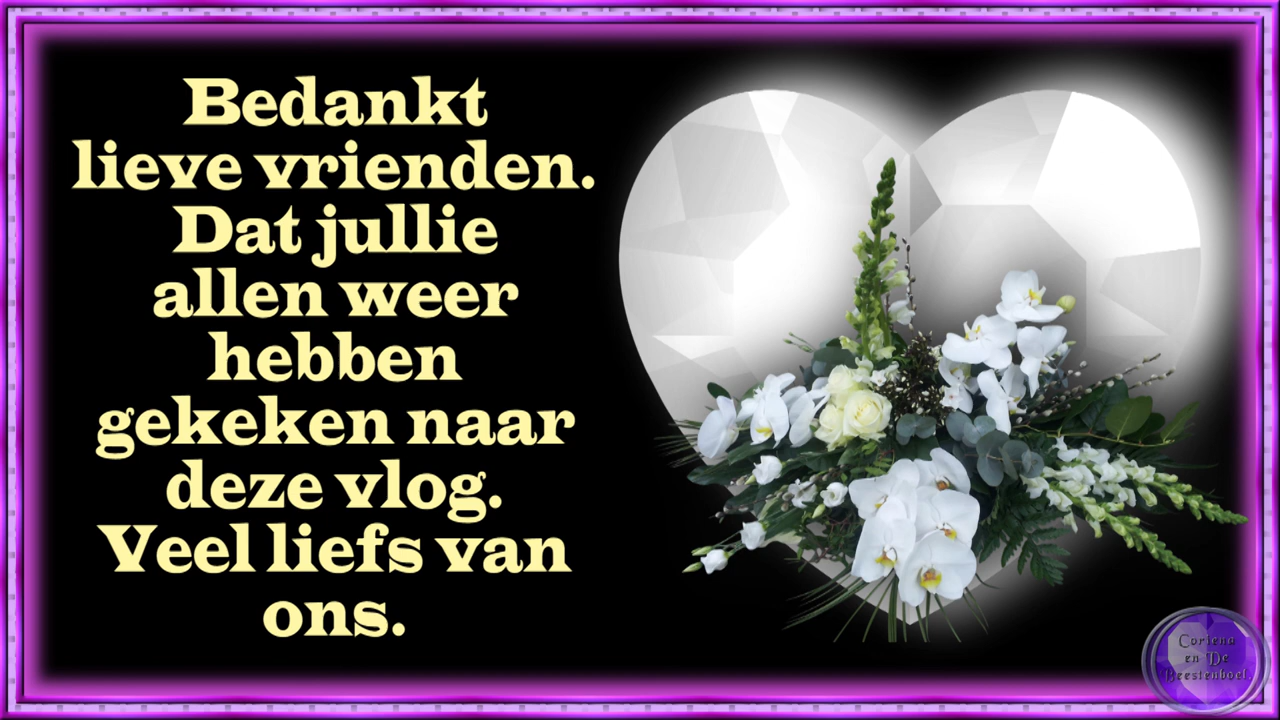 Bedankt
lieve vrienden.
Dat jullie
allen weer
hebben
gekeken naar
deze vlog.
Veel liefs van
ons.
Coriena
en De
Beestenboel.